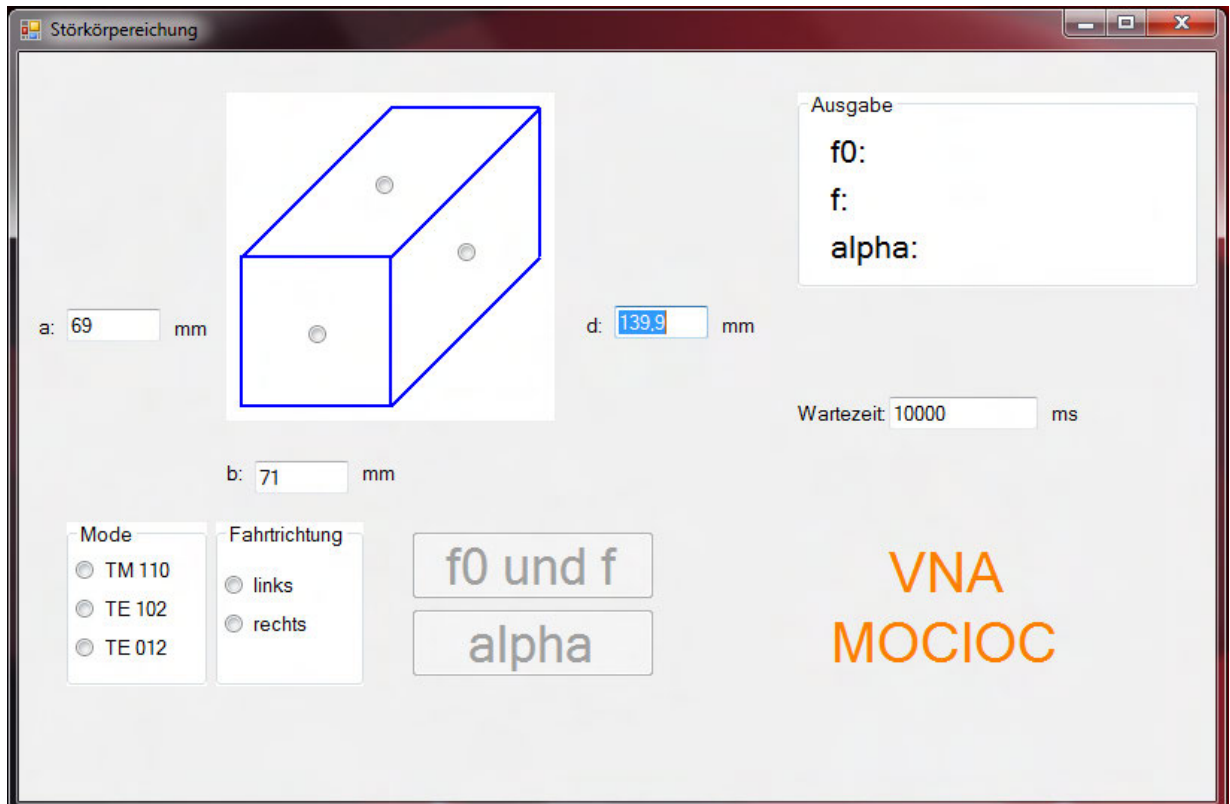 Störkörpereichung
Ausgabe
f0:
f:
alpha:
a: 69 mm
d: 139,9 mm
Wartezeit: 10000 ms
b: 71 mm
Mode
TM 110
TE 102
TE 012
Fahrtrichtung
links
rechts
f0 und f
alpha
VNA
MOCIOC